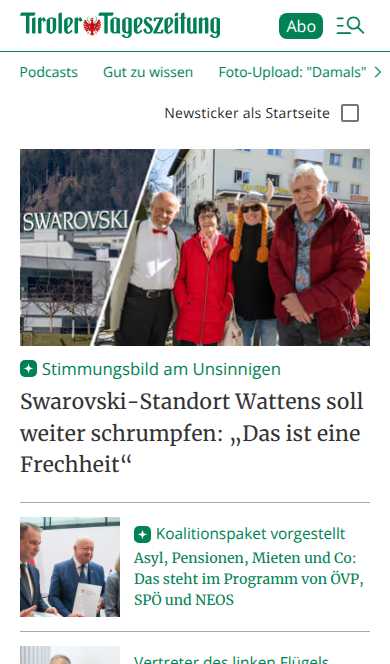 Tiroler Tageszeitung
Abo
Podcasts Gut zu wissen Foto-Upload: "Damals"
Newsticker als Startseite
SWAROVSKI
Stimmungsbild am Unsinnigen
Swarovski-Standort Wattens soll
weiter schrumpfen: „Das ist eine
Frechheit“
Koalitionspaket vorgestellt
Asyl, Pensionen, Mieten und Co:
Das steht im Programm von ÖVP,
SPÖ und NEOS
Vertreter des linken Flügels